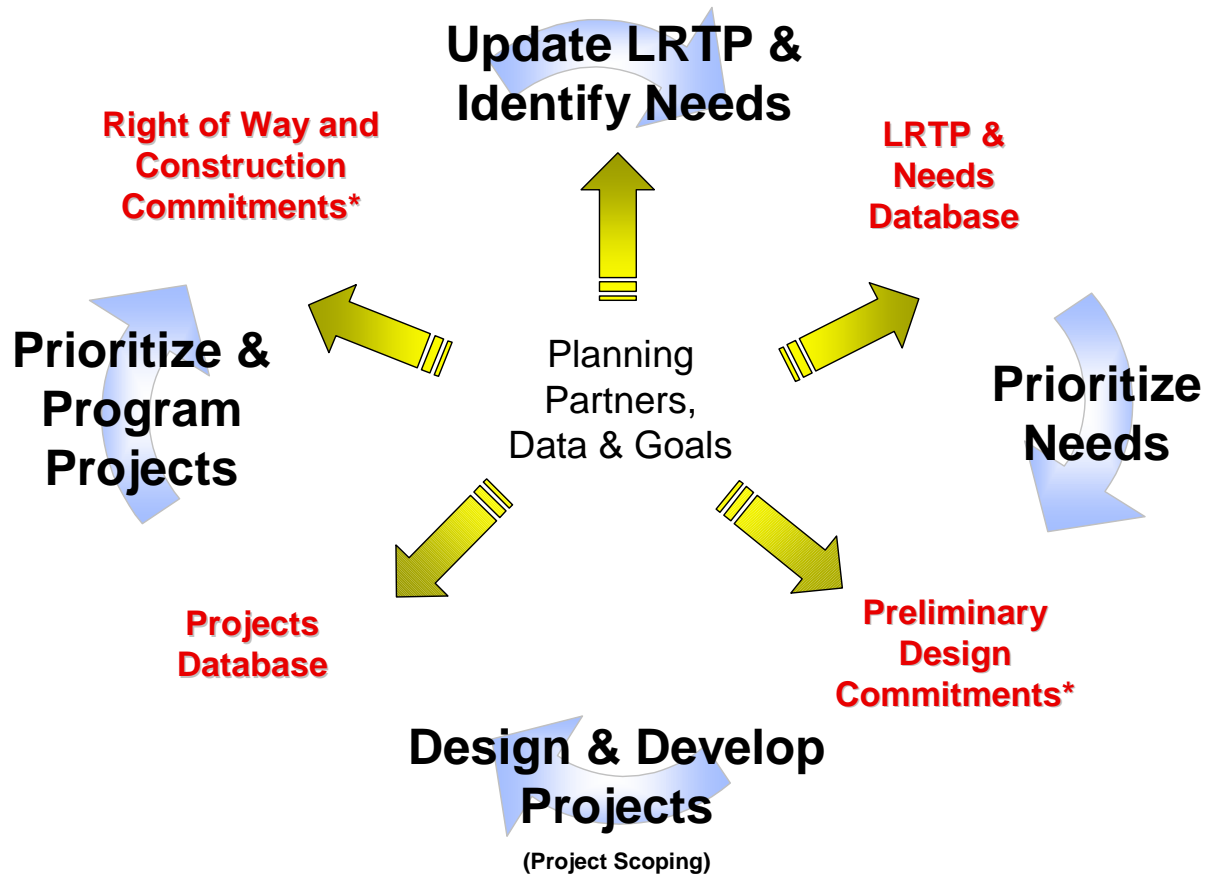 Update LRTP &
Identify Needs
Right of Way and
Construction
Commitments*
LRTP &
Needs
Database
Prioritize &
Program
Projects
Planning
Partners,
Data & Goals
Prioritize
Needs
Projects
Database
Preliminary
Design
Commitments*
Design & Develop
Projects
(Project Scoping)